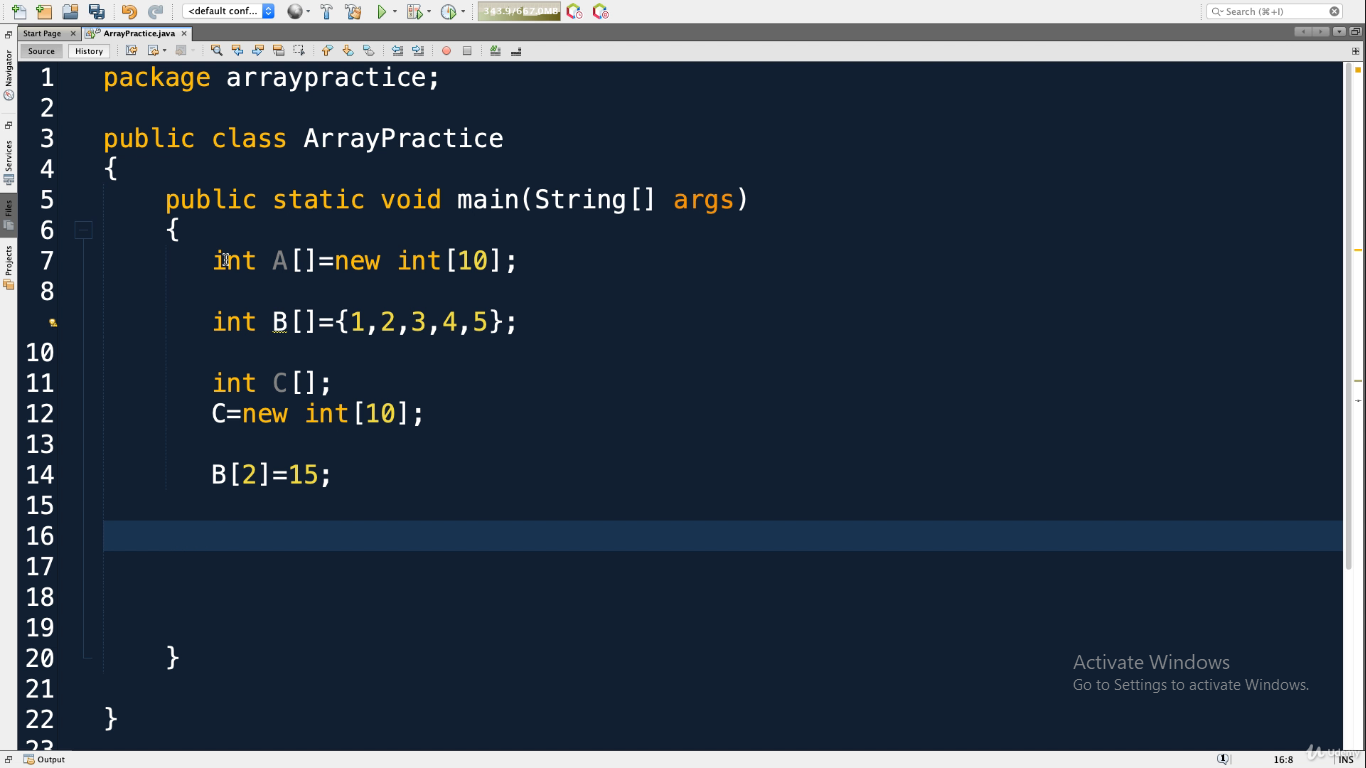 <default conf...
343.9/667.0MB
Search (⌘+I)
Start Page
ArrayPractice.java
Source
History
Navigator
Services
Files
Projects
1 package arraypractice;
2
3 public class ArrayPractice
4 {
5 public static void main(String[] args)
6 {
7 int A[]=new int[10];
8
int B[]={1,2,3,4,5};
10
11 int C[];
12 C=new int[10];
13
14 B[2]=15;
15
16
17
18
19
20 }
21
22 }
23
Activate Windows
Go to Settings to activate Windows.
Output
1
16:8
INS
Udemy